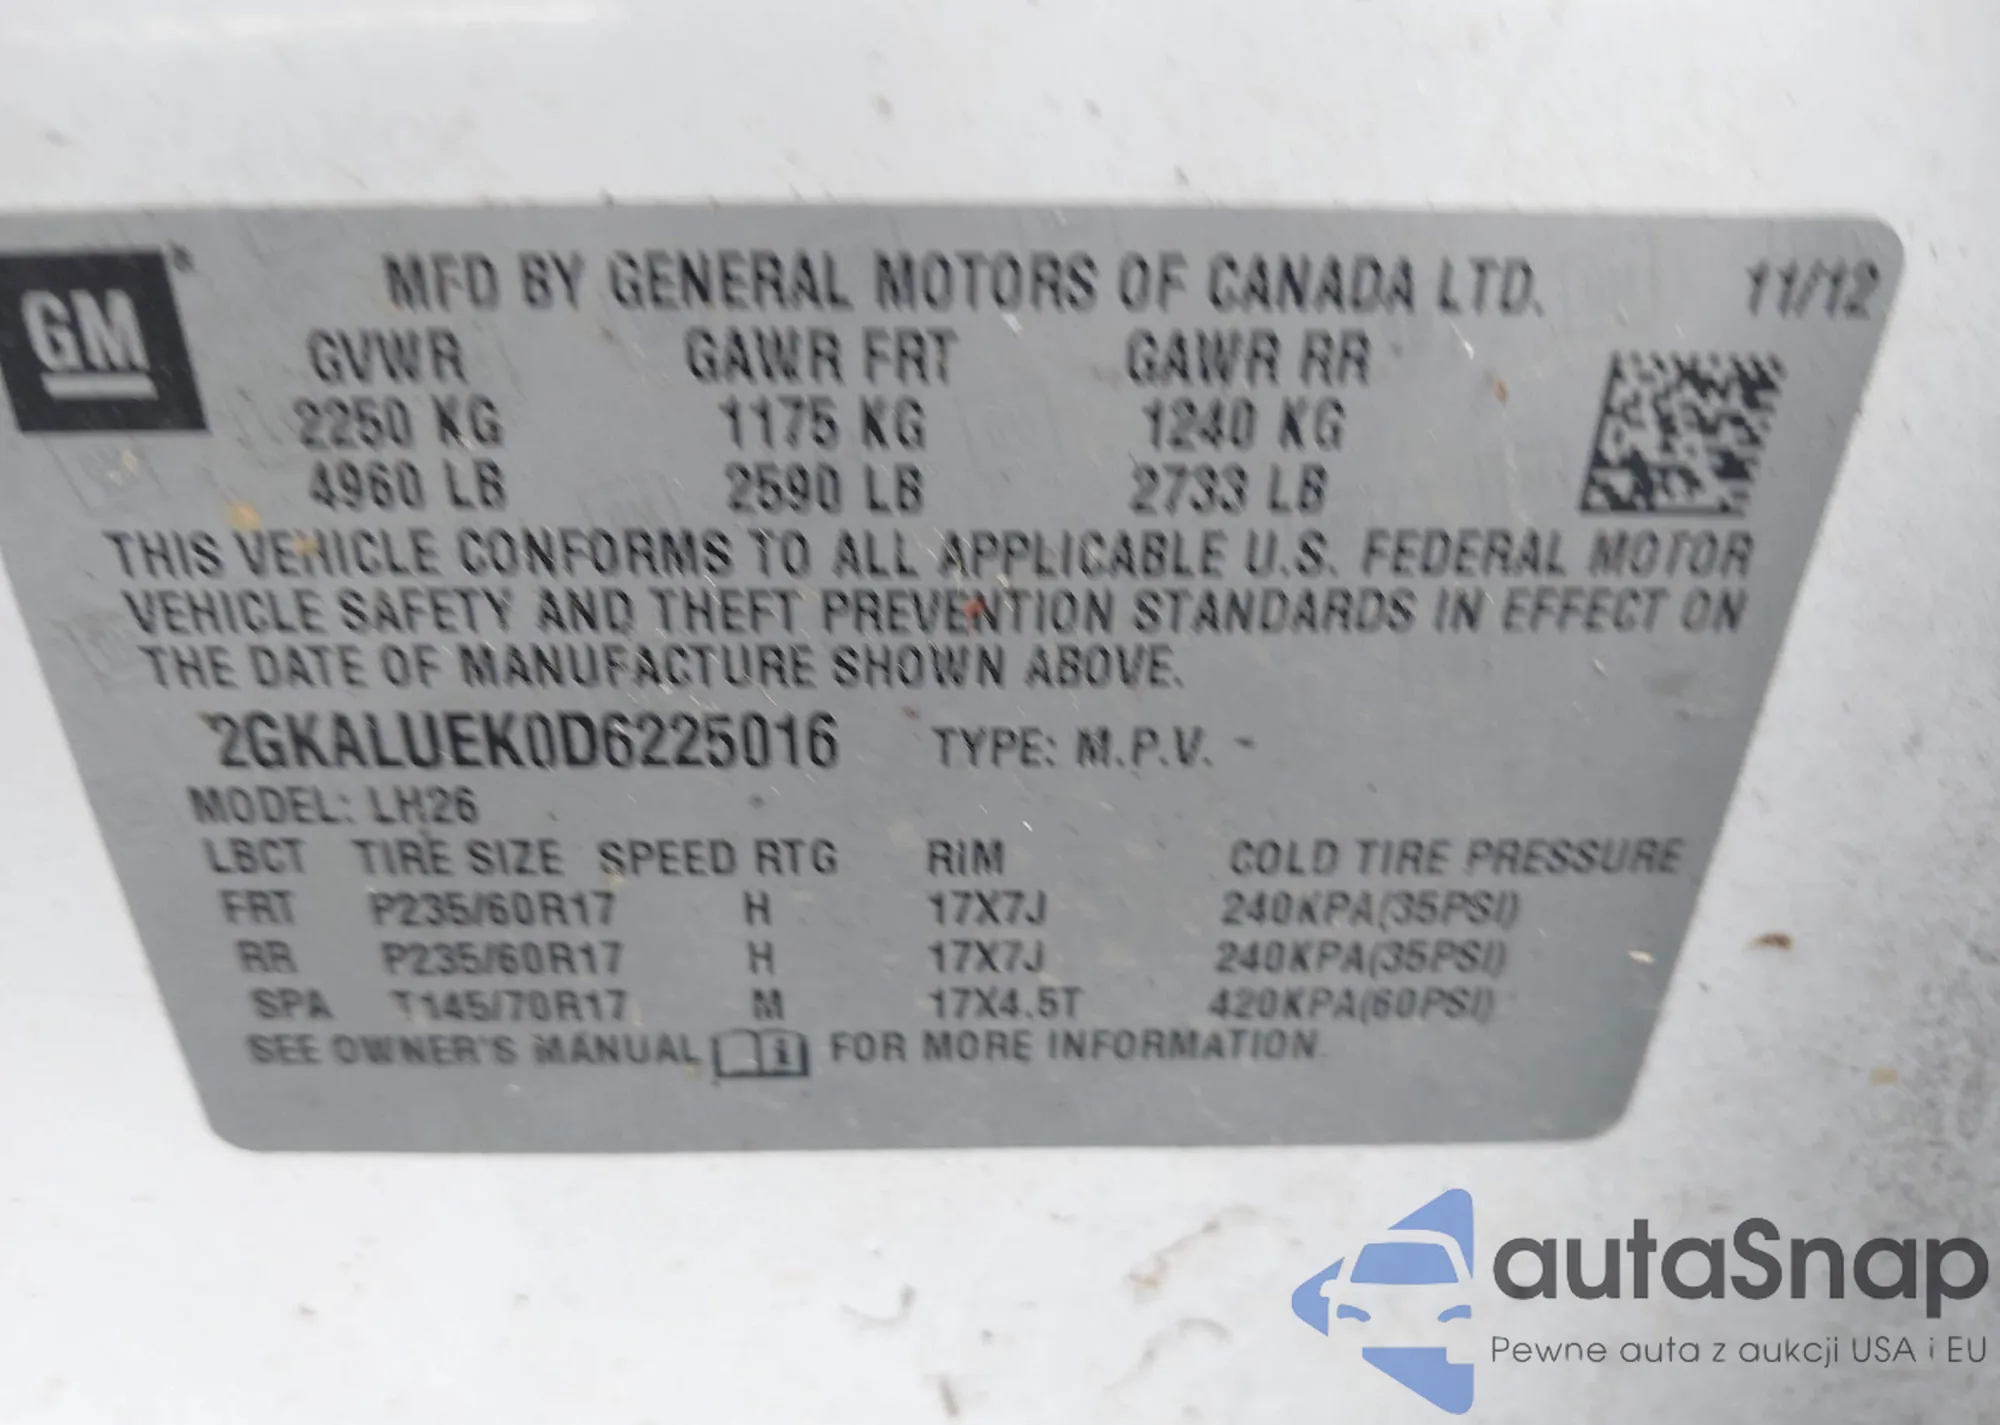 GM
MFD BY GENERAL MOTORS OF CANADA LTD. 11/12
GVWR GAWR FRT GAWR RR
2250 KG 1175 KG 1240 KG
4960 LB 2590 LB 2733 LB
THIS VEHICLE CONFORMS TO ALL APPLICABLE U.S. FEDERAL MOTOR
VEHICLE SAFETY AND THEFT PREVENTION STANDARDS IN EFFECT ON
THE DATE OF MANUFACTURE SHOWN ABOVE.
2GKALUEK0D6225016 TYPE: M.P.V.
MODEL: LH26
LBCT TIRE SIZE SPEED RTG RIM COLD TIRE PRESSURE
FRT P235/60R17 H 17X7J 240KPA(35PSI)
RR P235/60R17 H 17X7J 240KPA(35PSI)
SPA T145/70R17 M 17X4.5T 420KPA(60PSI)
SEE OWNER'S MANUAL FOR MORE INFORMATION.
autaSnap
Pewne auta z aukcji USA i EU